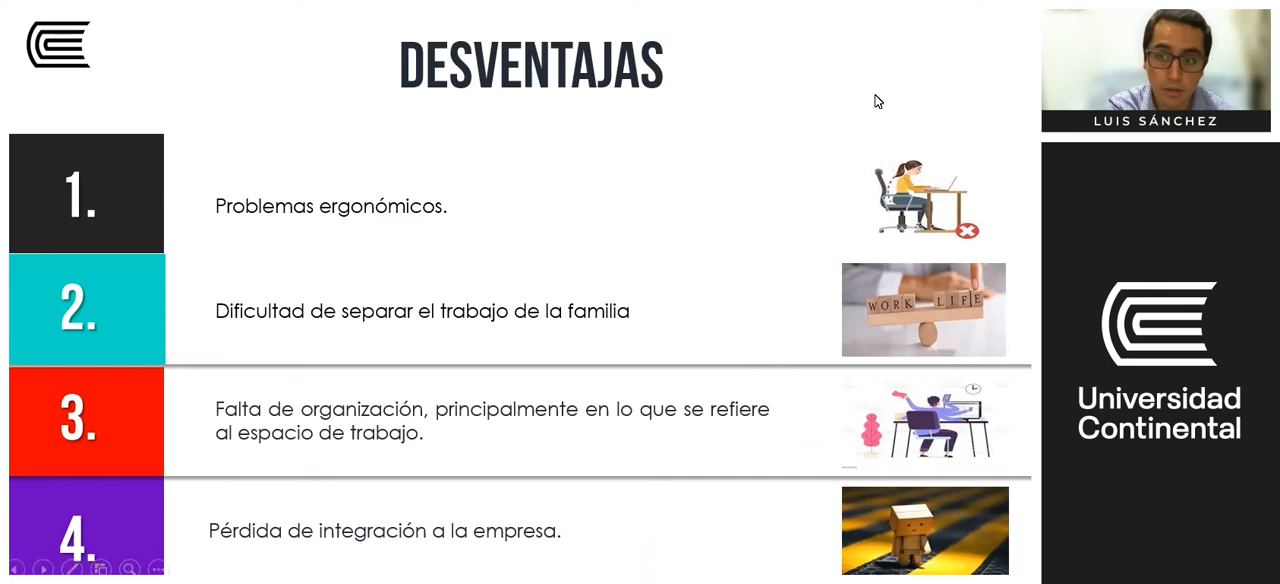 DESVENTAJAS
LUIS SÁNCHEZ
1.
Problemas ergonómicos.
2.
Dificultad de separar el trabajo de la familia
WORK LIFE
3.
Falta de organización, principalmente en lo que se refiere
al espacio de trabajo.
4.
Pérdida de integración a la empresa.
Universidad
Continental